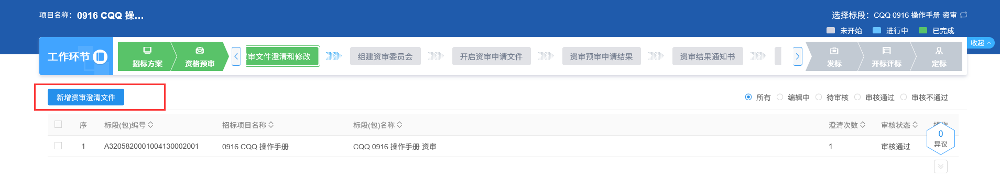 项目名称： 0916 CQQ 操...
选择标段： CQQ 0916 操作手册 资审
未开始 进行中 已完成
工作环节
招标方案
资格预审
审文件澄清和修改
组建资审委员会
开启资审申请文件
资审预审申请结果
资审结果通知书
发标
开标评标
定标
收起
新增资审澄清文件
所有 编辑中 待审核 审核通过 审核不通过
序 标段(包)编号 招标项目名称 标段(包)名称 澄清次数 审核状态
1 A3205820001004130002001 0916 CQQ 操作手册 CQQ 0916 操作手册 资审 1 审核通过
0
异议